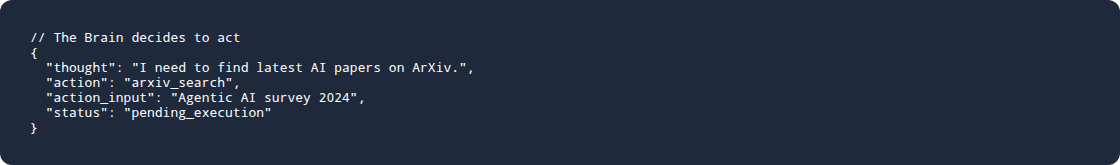 // The Brain decides to act
{
  "thought": "I need to find latest AI papers on ArXiv.",
  "action": "arxiv_search",
  "action_input": "Agentic AI survey 2024",
  "status": "pending_execution"
}